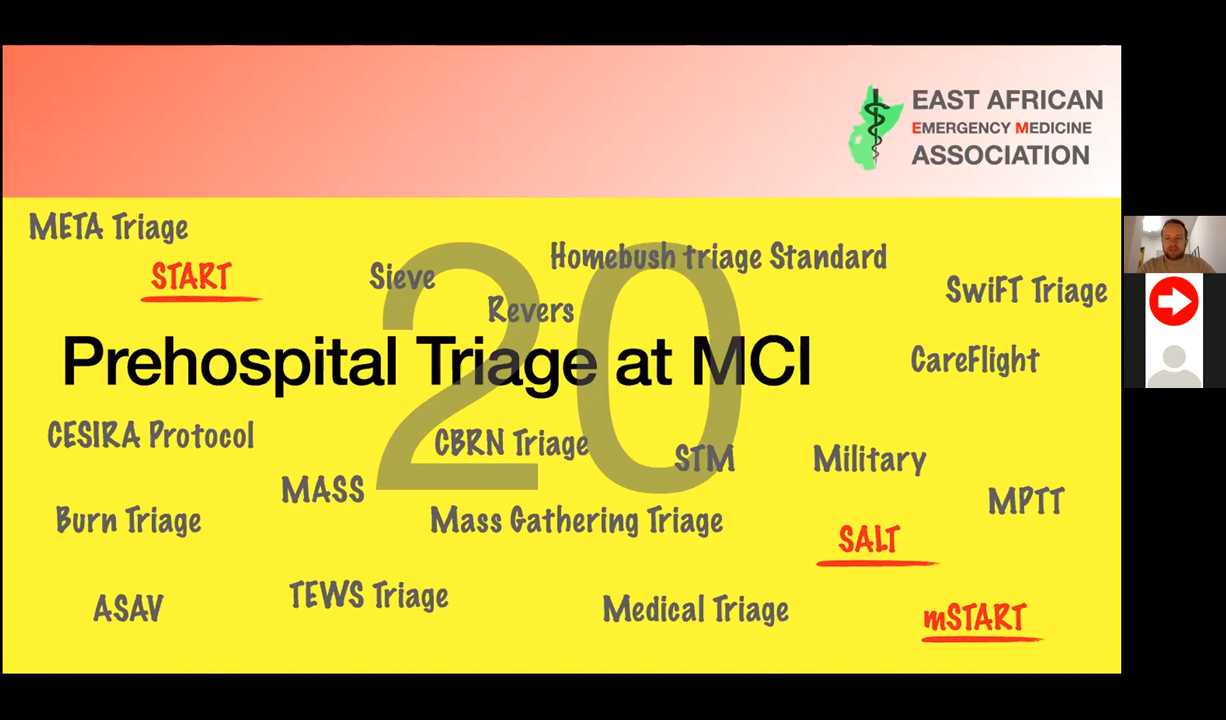 EAST AFRICAN
EMERGENCY MEDICINE
ASSOCIATION
META Triage
START
Sieve
Revers
Homebush triage Standard
SwiFT Triage
20
Prehospital Triage at MCI
CareFlight
CESIRA Protocol
CBRN Triage
STM
Military
MASS
MPTT
Burn Triage
Mass Gathering Triage
SALT
ASAV
TEWS Triage
Medical Triage
mSTART